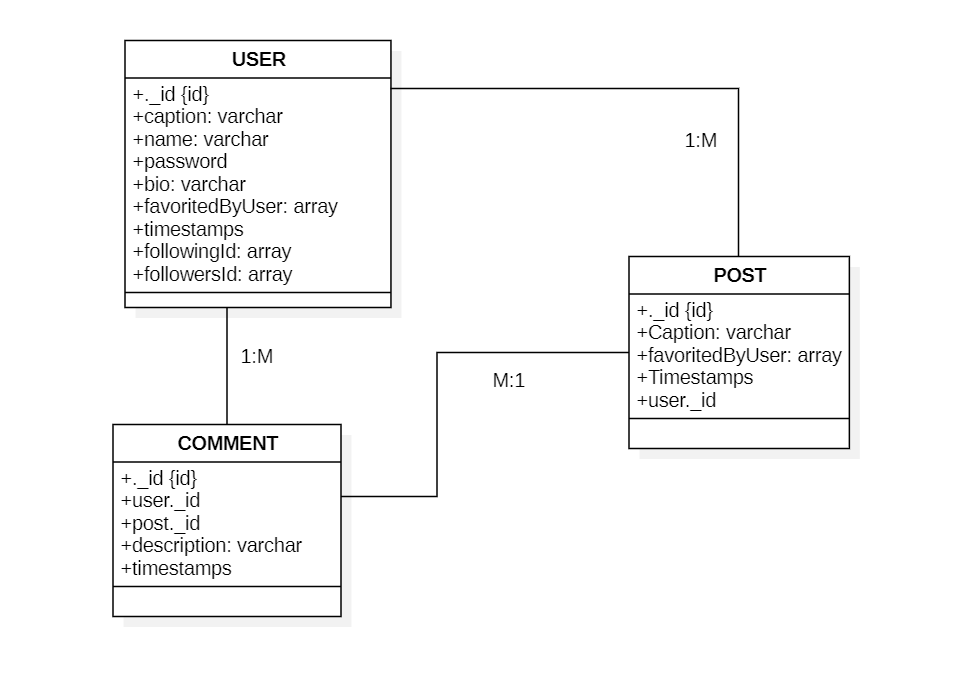 USER
+._id {id}
+caption: varchar
+name: varchar
+password
+bio: varchar
+favoritedByUser: array
+timestamps
+followingId: array
+followersId: array
1:M
POST
+._id {id}
+Caption: varchar
+favoritedByUser: array
+Timestamps
+user._id
1:M
M:1
COMMENT
+._id {id}
+user._id
+post._id
+description: varchar
+timestamps